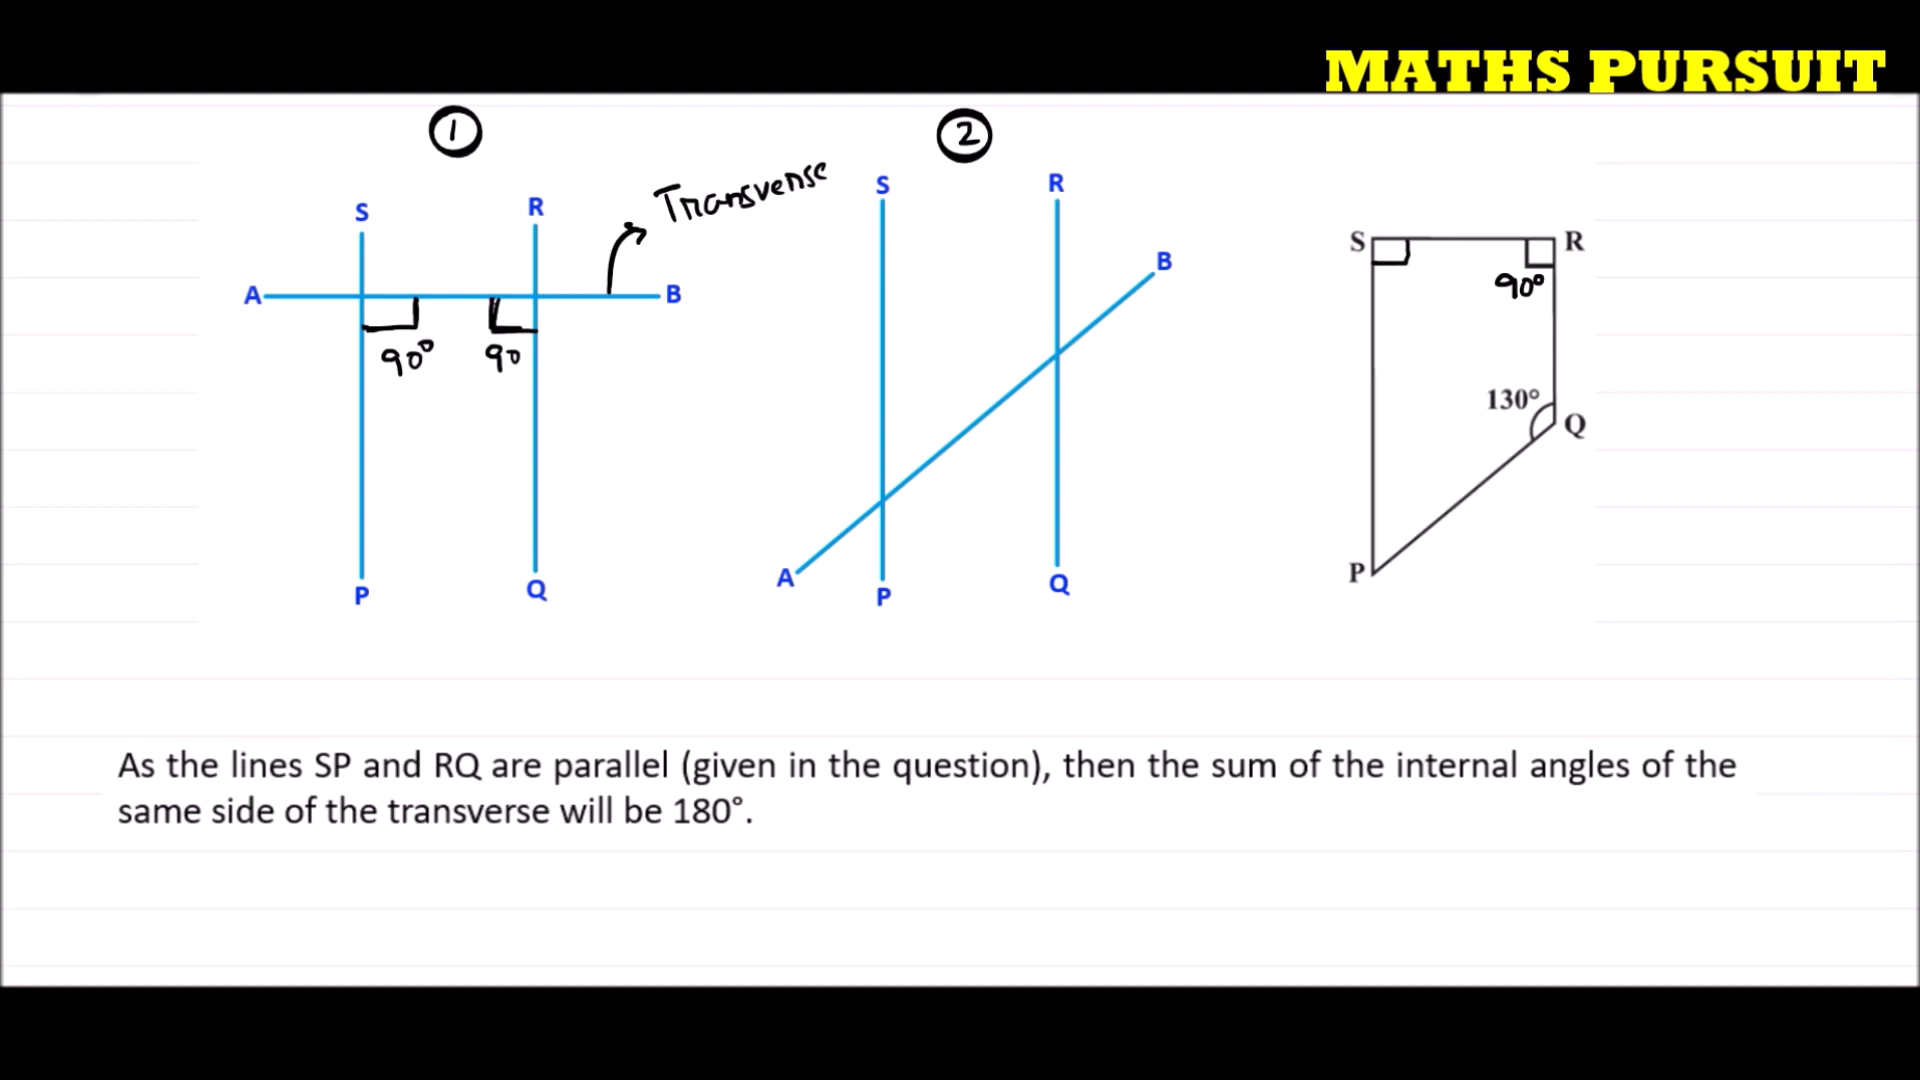 MATHS PURSUIT
1
2
Transvense
S
R
A
B
90°
90
P
Q
S
R
B
A
P
Q
S
R
90°
130°
Q
P
As the lines SP and RQ are parallel (given in the question), then the sum of the internal angles of the
same side of the transverse will be 180°.